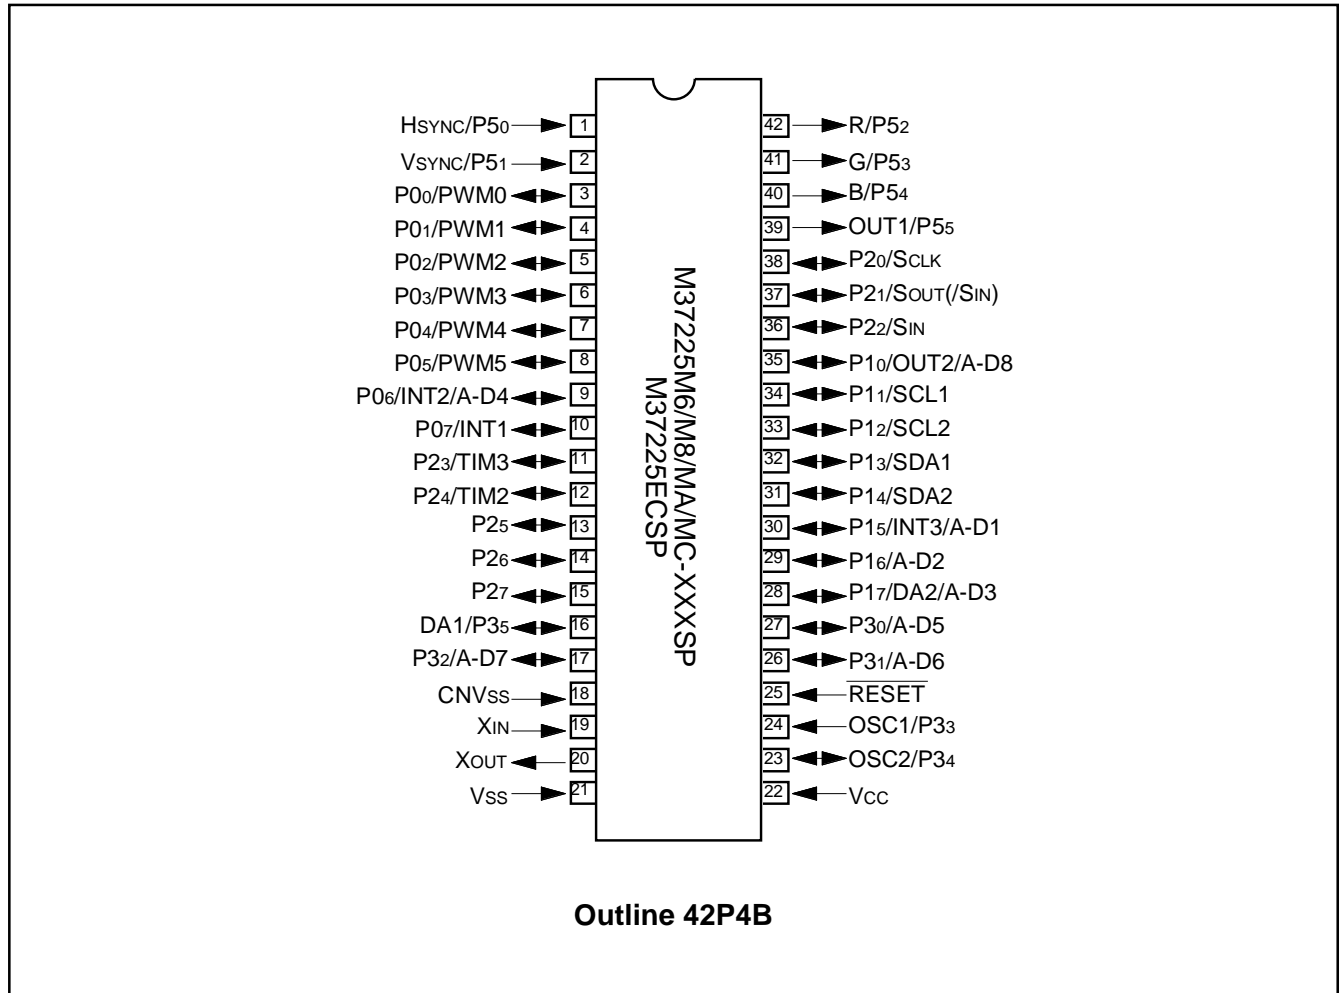 HSYNC/P50 1 42 R/P52
VSYNC/P51 2 41 G/P53
P00/PWM0 3 40 B/P54
P01/PWM1 4 39 OUT1/P55
P02/PWM2 5 38 P20/SCLK
P03/PWM3 6 37 P21/SOUT(/SIN)
P04/PWM4 7 36 P22/SIN
P05/PWM5 8 35 P10/OUT2/A-D8
P06/INT2/A-D4 9 34 P11/SCL1
P07/INT1 10 33 P12/SCL2
P23/TIM3 11 32 P13/SDA1
P24/TIM2 12 31 P14/SDA2
P25 13 30 P15/INT3/A-D1
P26 14 29 P16/A-D2
P27 15 28 P17/DA2/A-D3
DA1/P35 16 27 P30/A-D5
P32/A-D7 17 26 P31/A-D6
CNVSS 18 25 RESET
XIN 19 24 OSC1/P33
XOUT 20 23 OSC2/P34
VSS 21 22 VCC
M37225M6/M8/MA/MC-XXXSP
M37225ECSP
Outline 42P4B